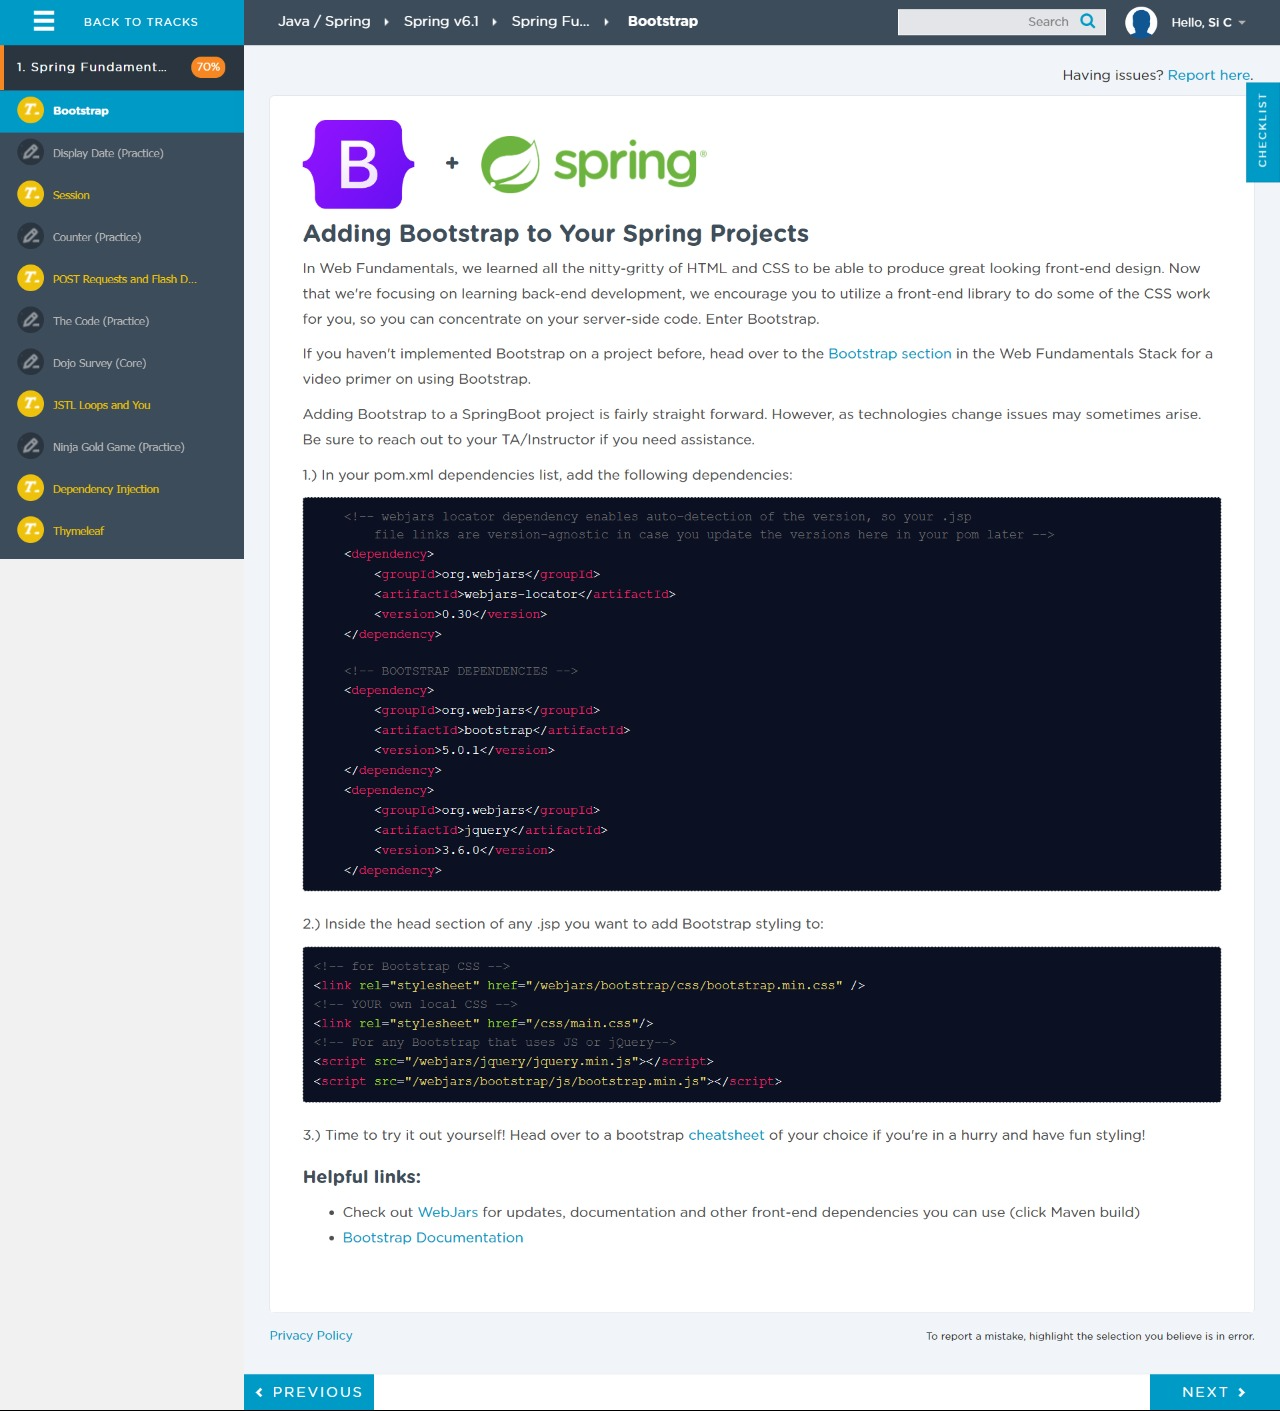 BACK TO TRACKS
Java / Spring Spring v6.1 Spring Fu... Bootstrap
Search
Hello, Si C
1. Spring Fundament... 70%
T. Bootstrap
Display Date (Practice)
T. Session
Counter (Practice)
T. POST Requests and Flash D...
The Code (Practice)
Dojo Survey (Core)
T. JSTL Loops and You
Ninja Gold Game (Practice)
T. Dependency Injection
T. Thymeleaf
Having issues? Report here.
CHECKLIST
B + spring®
Adding Bootstrap to Your Spring Projects
In Web Fundamentals, we learned all the nitty-gritty of HTML and CSS to be able to produce great looking front-end design. Now
that we're focusing on learning back-end development, we encourage you to utilize a front-end library to do some of the CSS work
for you, so you can concentrate on your server-side code. Enter Bootstrap.
If you haven't implemented Bootstrap on a project before, head over to the Bootstrap section in the Web Fundamentals Stack for a
video primer on using Bootstrap.
Adding Bootstrap to a SpringBoot project is fairly straight forward. However, as technologies change issues may sometimes arise.
Be sure to reach out to your TA/Instructor if you need assistance.
1.) In your pom.xml dependencies list, add the following dependencies:
<!-- webjars locator dependency enables auto-detection of the version, so your .jsp
file links are version-agnostic in case you update the versions here in your pom later -->
<dependency>
<groupId>org.webjars</groupId>
<artifactId>webjars-locator</artifactId>
<version>0.30</version>
</dependency>
<!-- BOOTSTRAP DEPENDENCIES -->
<dependency>
<groupId>org.webjars</groupId>
<artifactId>bootstrap</artifactId>
<version>5.0.1</version>
</dependency>
<dependency>
<groupId>org.webjars</groupId>
<artifactId>jquery</artifactId>
<version>3.6.0</version>
</dependency>
2.) Inside the head section of any .jsp you want to add Bootstrap styling to:
<!-- for Bootstrap CSS -->
<link rel="stylesheet" href="/webjars/bootstrap/css/bootstrap.min.css" />
<!-- YOUR own local CSS -->
<link rel="stylesheet" href="/css/main.css"/>
<!-- For any Bootstrap that uses JS or jQuery-->
<script src="/webjars/jquery/jquery.min.js"></script>
<script src="/webjars/bootstrap/js/bootstrap.min.js"></script>
3.) Time to try it out yourself! Head over to a bootstrap cheatsheet of your choice if you're in a hurry and have fun styling!
Helpful links:
• Check out WebJars for updates, documentation and other front-end dependencies you can use (click Maven build)
• Bootstrap Documentation
Privacy Policy
To report a mistake, highlight the selection you believe is in error.
PREVIOUS
NEXT